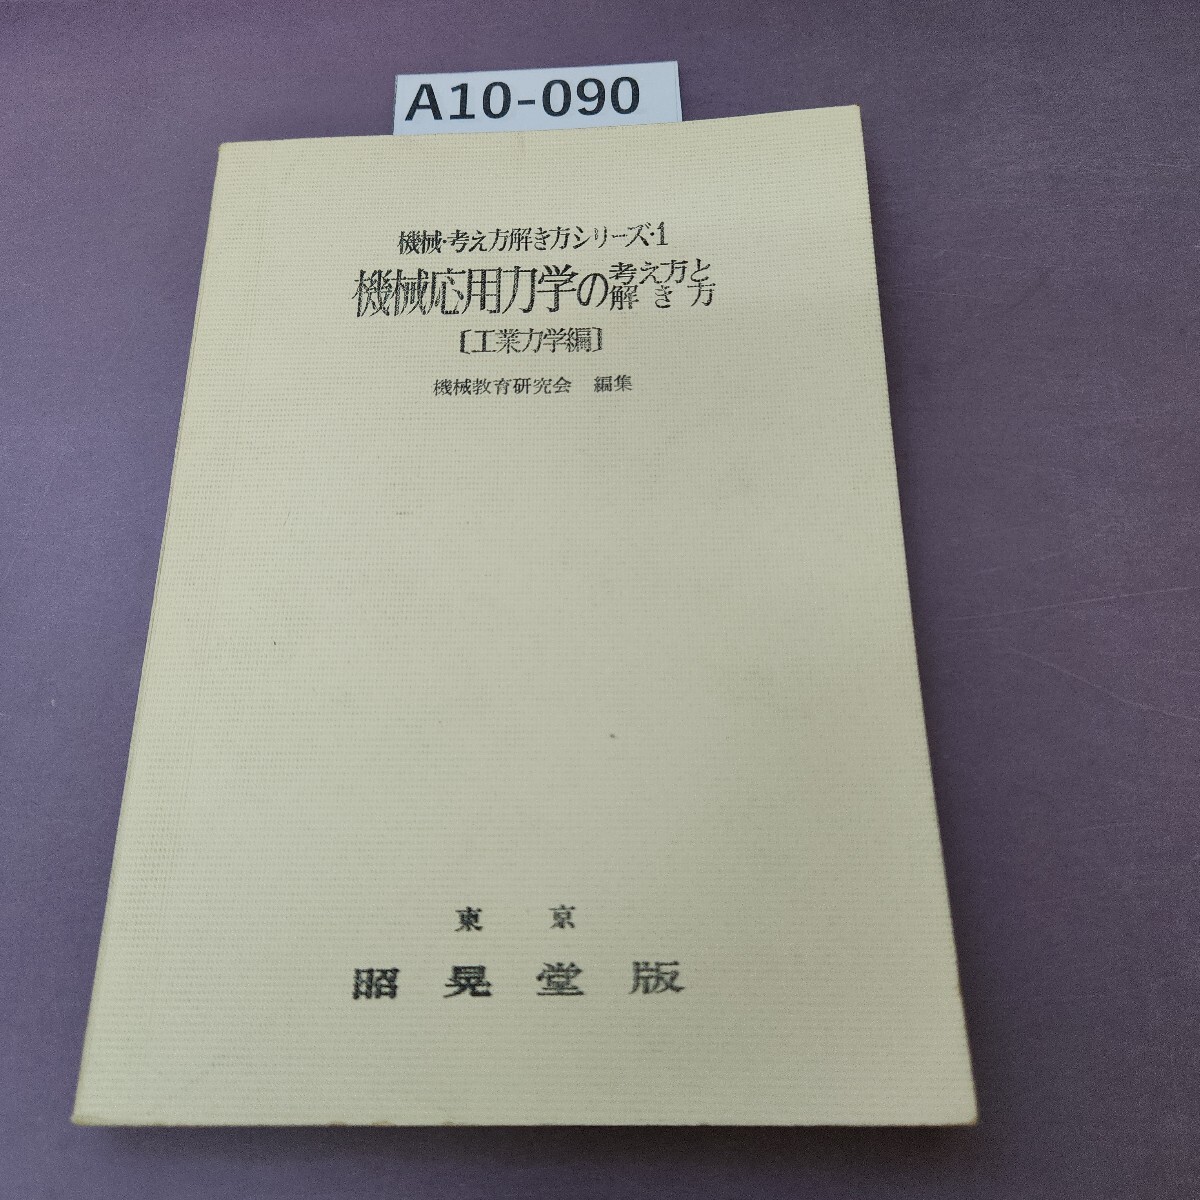 A10-090
機械・考え方解き方シリーズ・1
機械応用力学の考え方と
解き方
〔工業力学編〕
機械教育研究会 編集
東京
昭晃堂版